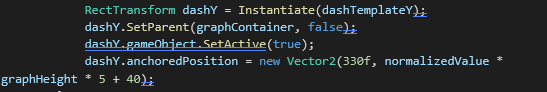 RectTransform dashY = Instantiate(dashTemplateY);
dashY.SetParent(graphContainer, false);
dashY.gameObject.SetActive(true);
dashY.anchoredPosition = new Vector2(330f, normalizedValue *
graphHeight * 5 + 40);